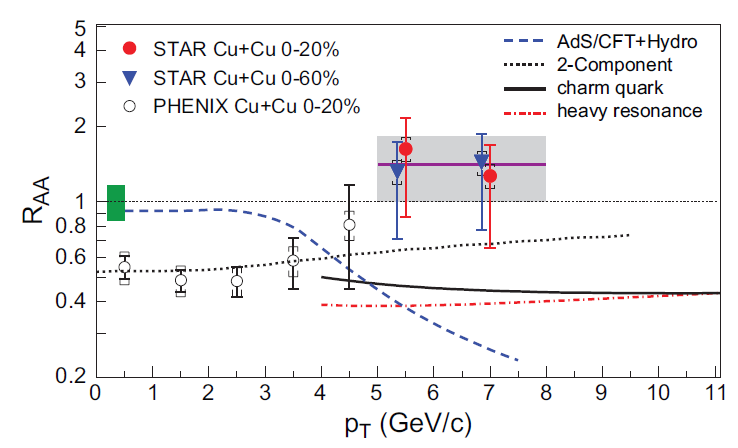 5
4
3
2
1
0.8
0.6
0.4
0.2
R_AA
STAR Cu+Cu 0-20%
STAR Cu+Cu 0-60%
PHENIX Cu+Cu 0-20%
AdS/CFT+Hydro
2-Component
charm quark
heavy resonance
0 1 2 3 4 5 6 7 8 9 10 11
p_T (GeV/c)